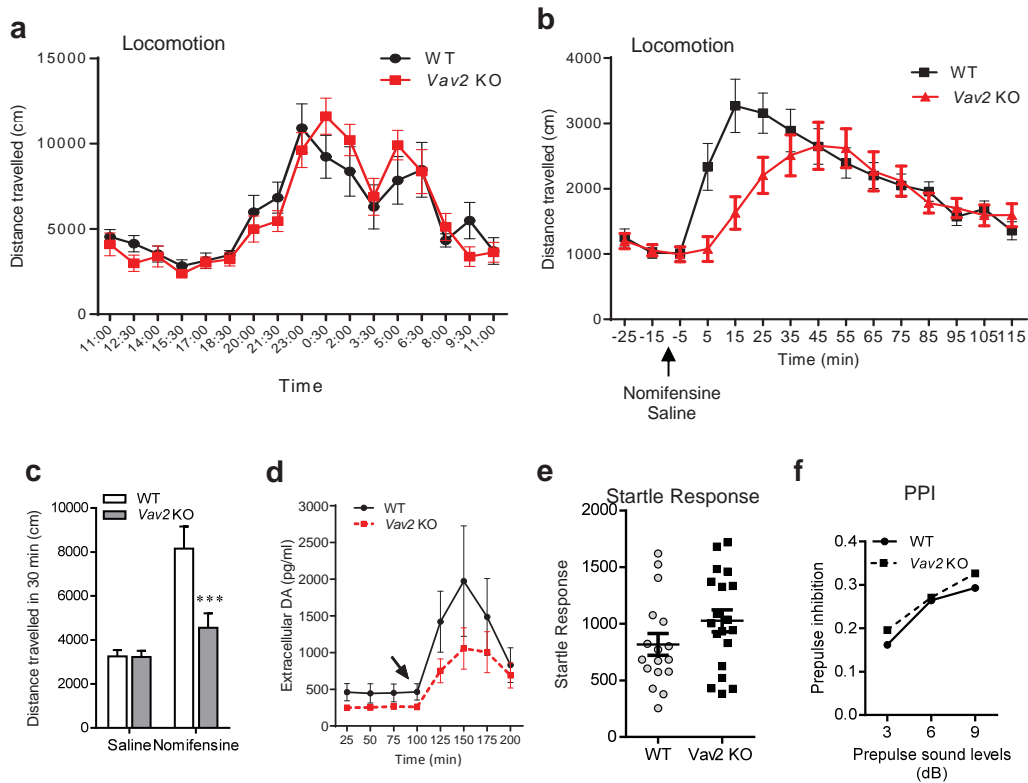 a
Locomotion
WT
Vav2 KO
Distance travelled (cm)
15000
10000
5000
0
11:00 12:30 14:00 15:30 17:00 18:30 20:00 21:30 23:00 0:30 2:00 3:30 5:00 6:30 8:00 9:30 11:00
Time
b
Locomotion
WT
Vav2 KO
Distance travelled (cm)
4000
3000
2000
1000
0
-25 -15 -5 5 15 25 35 45 55 65 75 85 95 105 115
Time (min)
Nomifensine
Saline
c
WT
Vav2 KO
Distance travelled in 30 min (cm)
10000
8000
6000
4000
2000
0
***
Saline Nomifensine
d
WT
Vav2 KO
Extracellular DA (pg/ml)
3000
2500
2000
1500
1000
500
0
25 50 75 100 125 150 175 200
Time (min)
e
Startle Response
Startle Response
2000
1500
1000
500
0
WT Vav2 KO
f
PPI
WT
Vav2 KO
Prepulse inhibition
0.4
0.3
0.2
0.1
0.0
3 6 9
Prepulse sound levels
(dB)